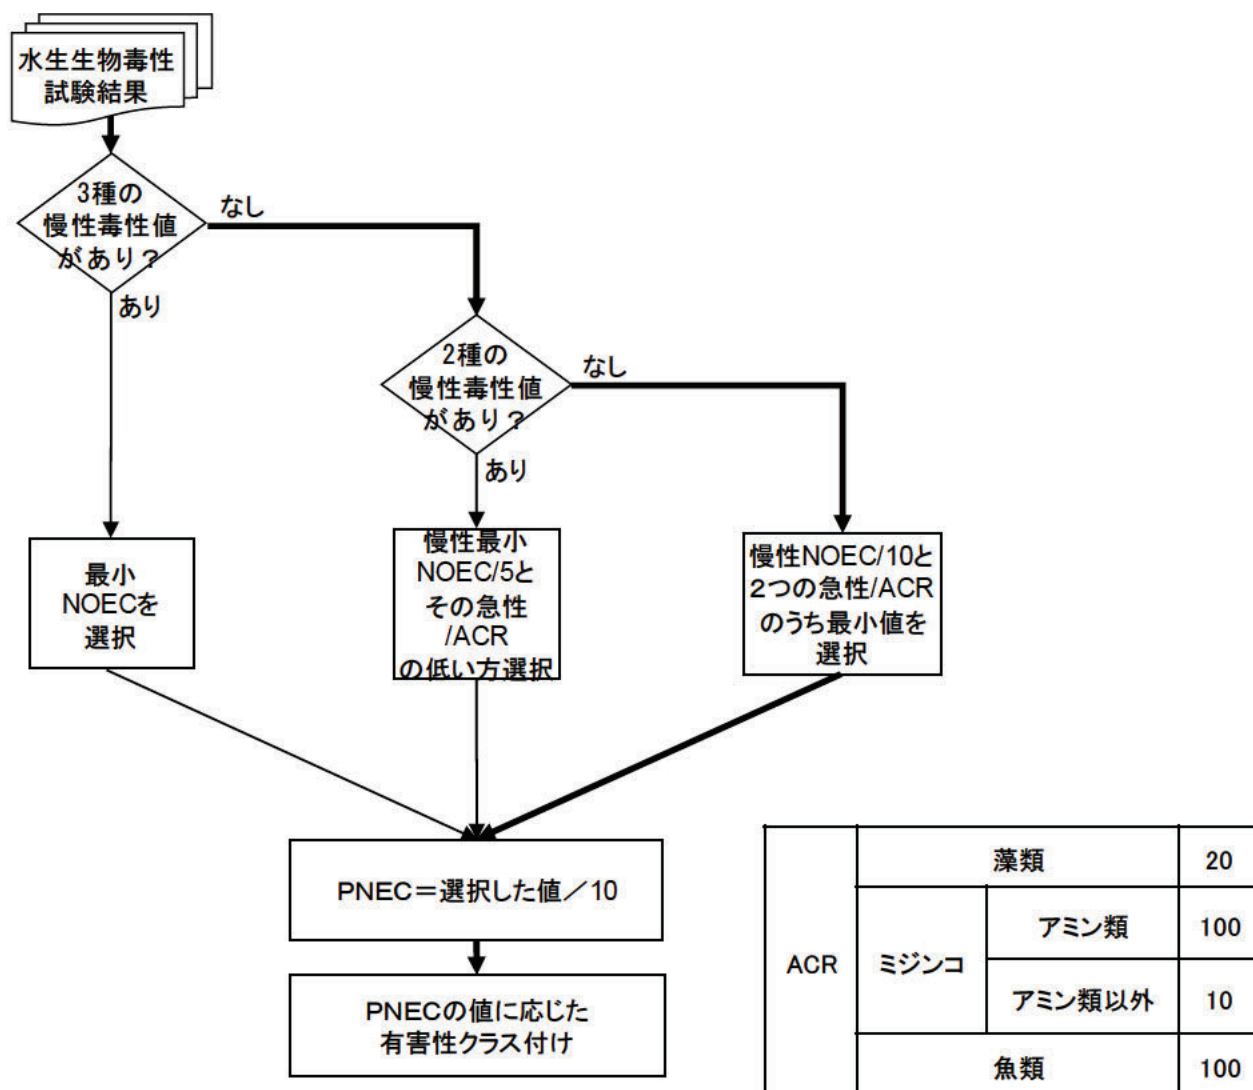 水生生物毒性
試験結果
3種の
慢性毒性値
があり？
なし
あり
2種の
慢性毒性値
があり？
なし
あり
最小
NOECを
選択
慢性最小
NOEC/5と
その急性
/ACR
の低い方選択
慢性NOEC/10と
2つの急性/ACR
のうち最小値を
選択
PNEC＝選択した値／10
PNECの値に応じた
有害性クラス付け
ACR
藻類
20
ミジンコ
アミン類
100
アミン類以外
10
魚類
100